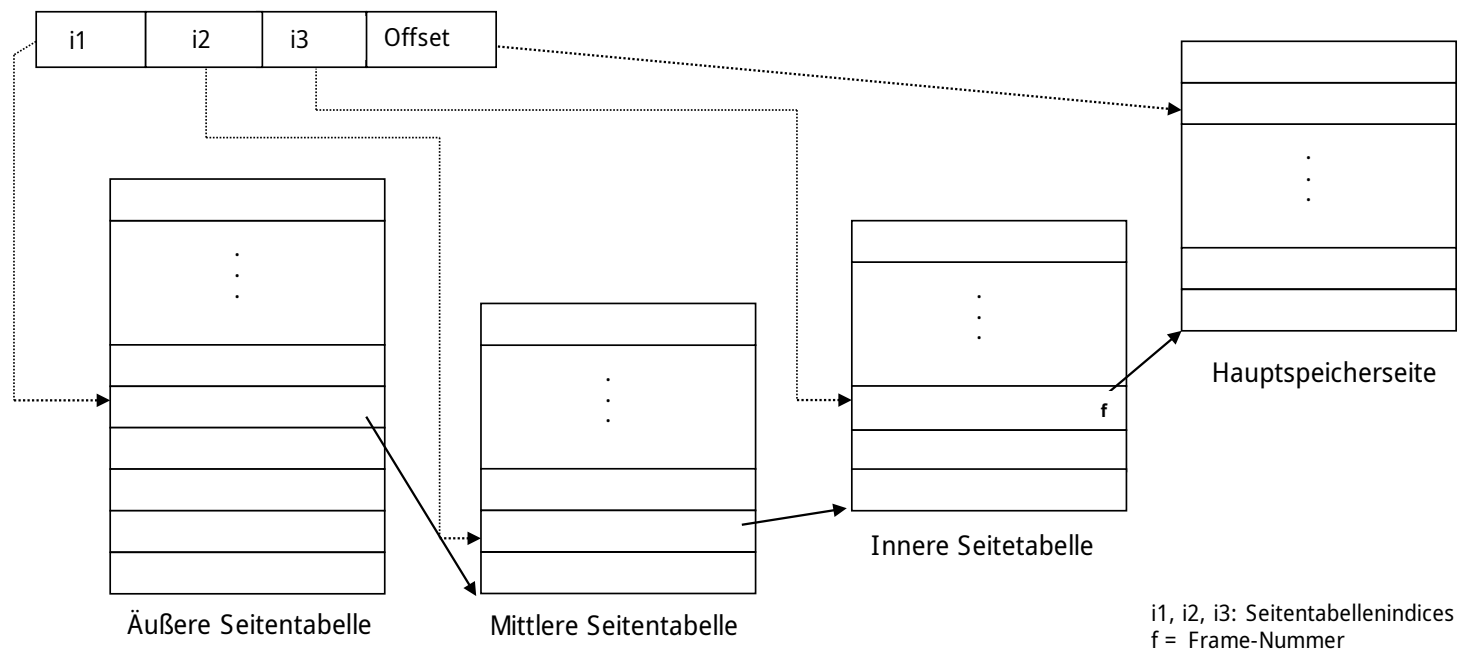 i1 i2 i3 Offset
Hauptspeicherseite
Innere Seitetabelle
f
Äußere Seitentabelle
Mittlere Seitentabelle
i1, i2, i3: Seitentabellenindices
f = Frame-Nummer